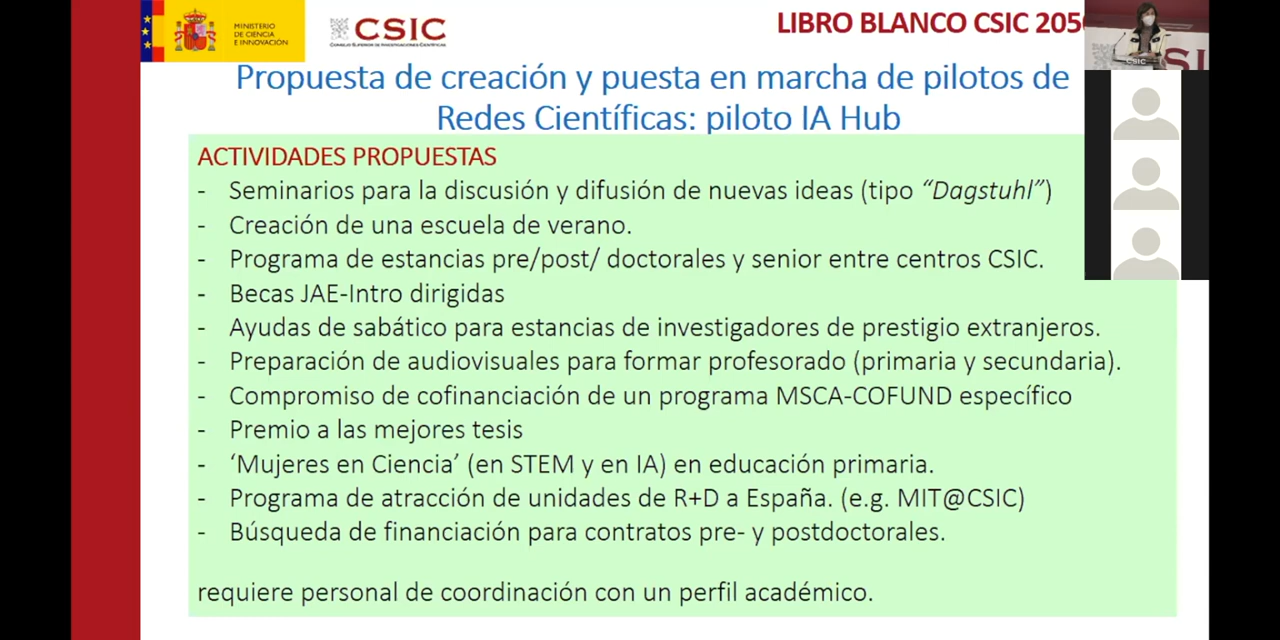 MINISTERIO
DE CIENCIA
E INNOVACIÓN
CSIC
CONSEJO SUPERIOR DE INVESTIGACIONES CIENTÍFICAS
LIBRO BLANCO CSIC 205
Propuesta de creación y puesta en marcha de pilotos de
Redes Científicas: piloto IA Hub
ACTIVIDADES PROPUESTAS
- Seminarios para la discusión y difusión de nuevas ideas (tipo “Dagstuhl”)
- Creación de una escuela de verano.
- Programa de estancias pre/post/ doctorales y senior entre centros CSIC.
- Becas JAE-Intro dirigidas
- Ayudas de sabático para estancias de investigadores de prestigio extranjeros.
- Preparación de audiovisuales para formar profesorado (primaria y secundaria).
- Compromiso de cofinanciación de un programa MSCA-COFUND específico
- Premio a las mejores tesis
- ‘Mujeres en Ciencia’ (en STEM y en IA) en educación primaria.
- Programa de atracción de unidades de R+D a España. (e.g. MIT@CSIC)
- Búsqueda de financiación para contratos pre- y postdoctorales.
requiere personal de coordinación con un perfil académico.
CSIC